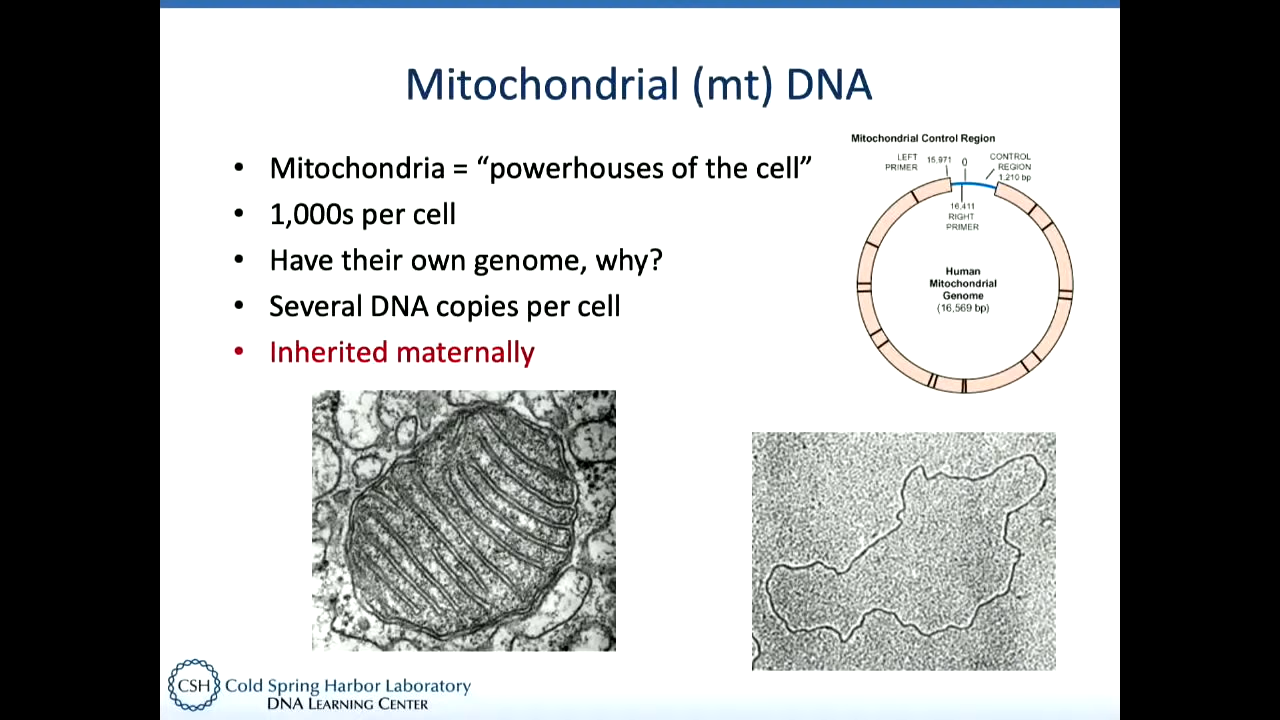 Mitochondrial (mt) DNA
• Mitochondria = “powerhouses of the cell”
• 1,000s per cell
• Have their own genome, why?
• Several DNA copies per cell
• Inherited maternally
Mitochondrial Control Region
LEFT
PRIMER
15,971
0
CONTROL
REGION
1,210 bp
16,411
RIGHT
PRIMER
Human
Mitochondrial
Genome
(16,569 bp)
CSH
Cold Spring Harbor Laboratory
DNA LEARNING CENTER